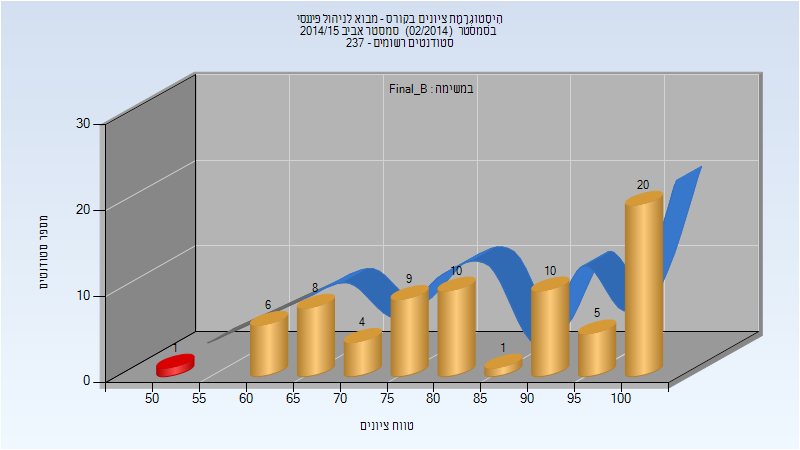 היסטוגרמת ציונים בקורס - מבוא לניהול פיננסי
בסמסטר (02/2014) סמסטר אביב 2014/15
סטודנטים רשומים - 237
במשימה : Final_B
מספר סטודנטים
30
20
10
0
1
6
8
4
9
10
1
10
5
20
50 55 60 65 70 75 80 85 90 95 100
טווח ציונים